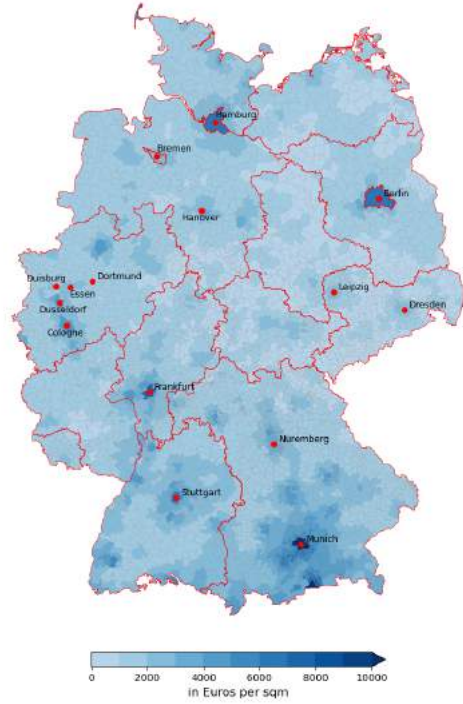 Hamburg
Bremen
Berlin
Hanover
Dortmund
Duisburg
Essen
Leipzig
Dusseldorf
Dresden
Cologne
Frankfurt
Nuremberg
Stuttgart
Munich
0 2000 4000 6000 8000 10000
in Euros per sqm